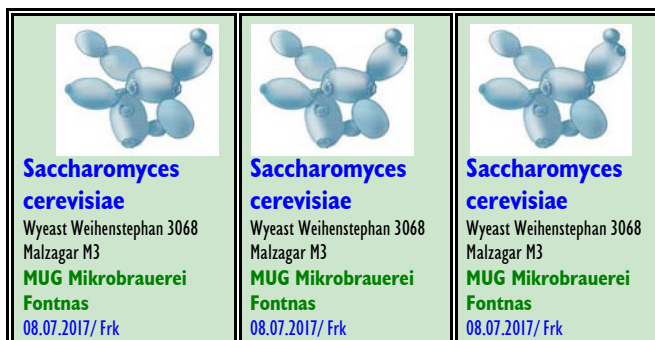 Saccharomyces
cerevisiae
Wyeast Weihenstephan 3068
Malzagar M3
MUG Mikrobrauerei
Fontnas
08.07.2017/ Frk
Saccharomyces
cerevisiae
Wyeast Weihenstephan 3068
Malzagar M3
MUG Mikrobrauerei
Fontnas
08.07.2017/ Frk
Saccharomyces
cerevisiae
Wyeast Weihenstephan 3068
Malzagar M3
MUG Mikrobrauerei
Fontnas
08.07.2017/ Frk